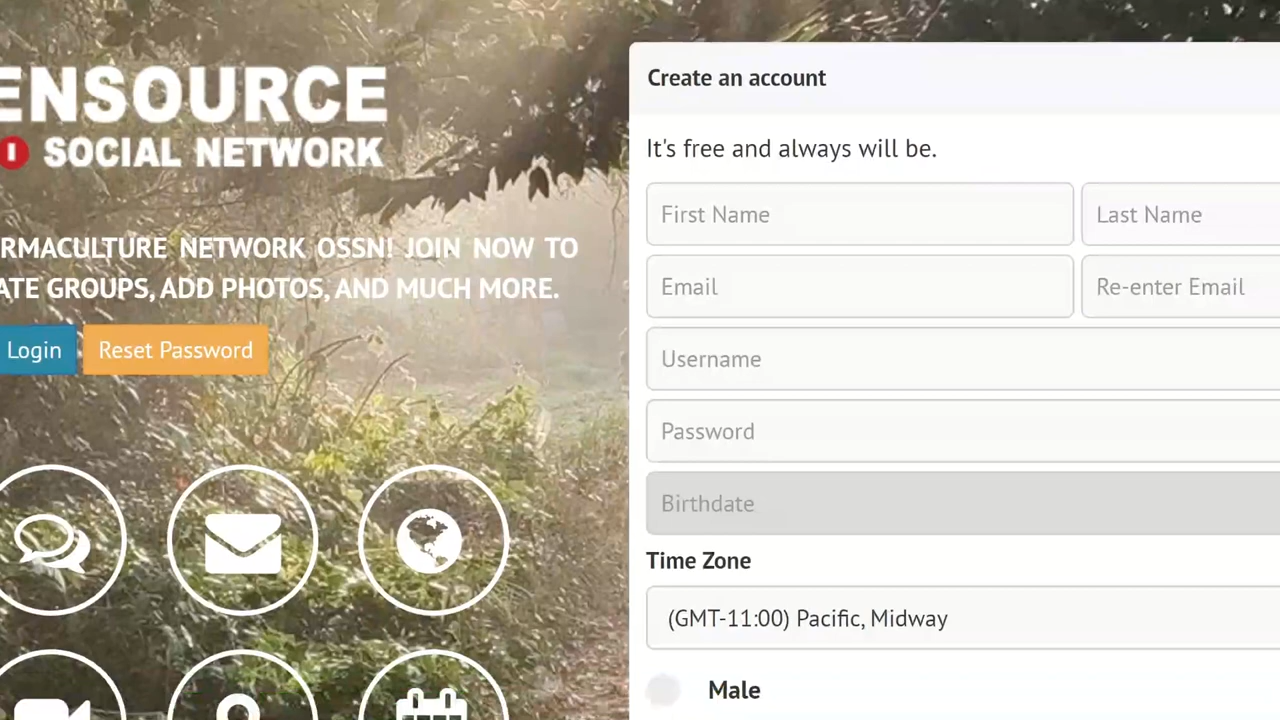 ENSOURCE
SOCIAL NETWORK
RMACULTURE NETWORK OSSN! JOIN NOW TO
ATE GROUPS, ADD PHOTOS, AND MUCH MORE.
Login
Reset Password
Create an account
It's free and always will be.
First Name
Last Name
Email
Re-enter Email
Username
Password
Birthdate
Time Zone
(GMT-11:00) Pacific, Midway
Male